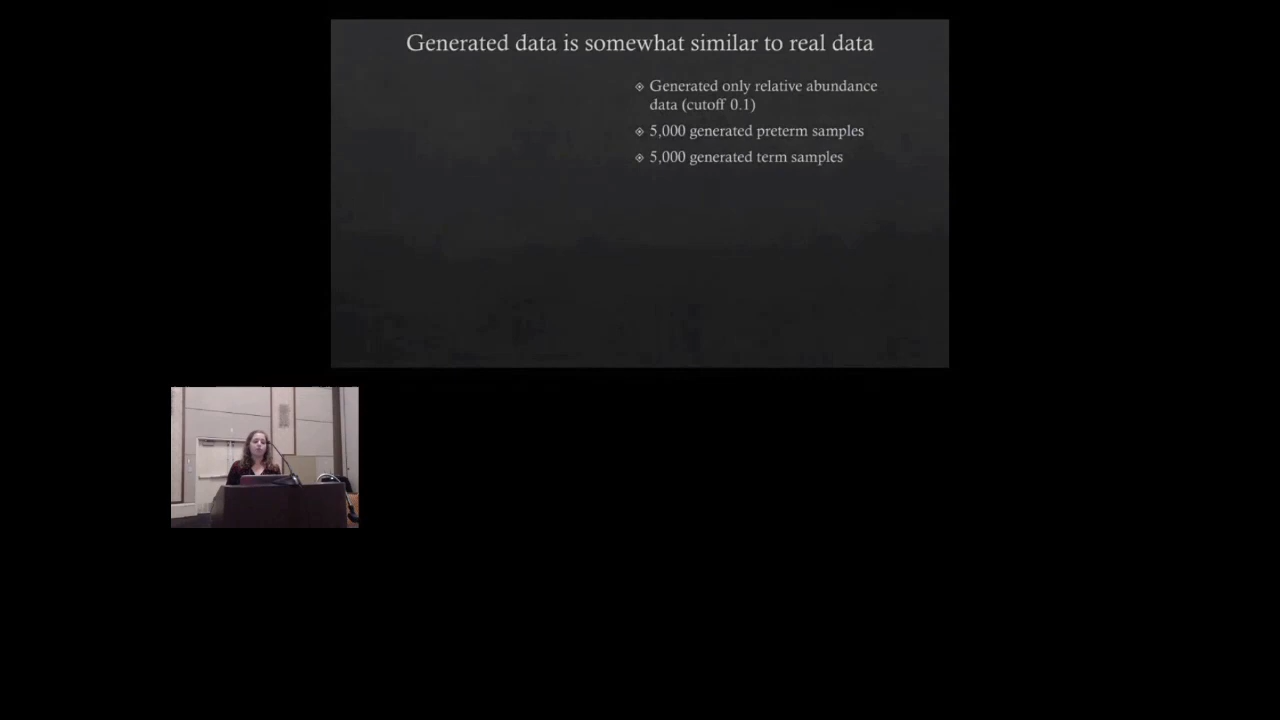 Generated data is somewhat similar to real data
Generated only relative abundance
data (cutoff 0.1)
5,000 generated preterm samples
5,000 generated term samples